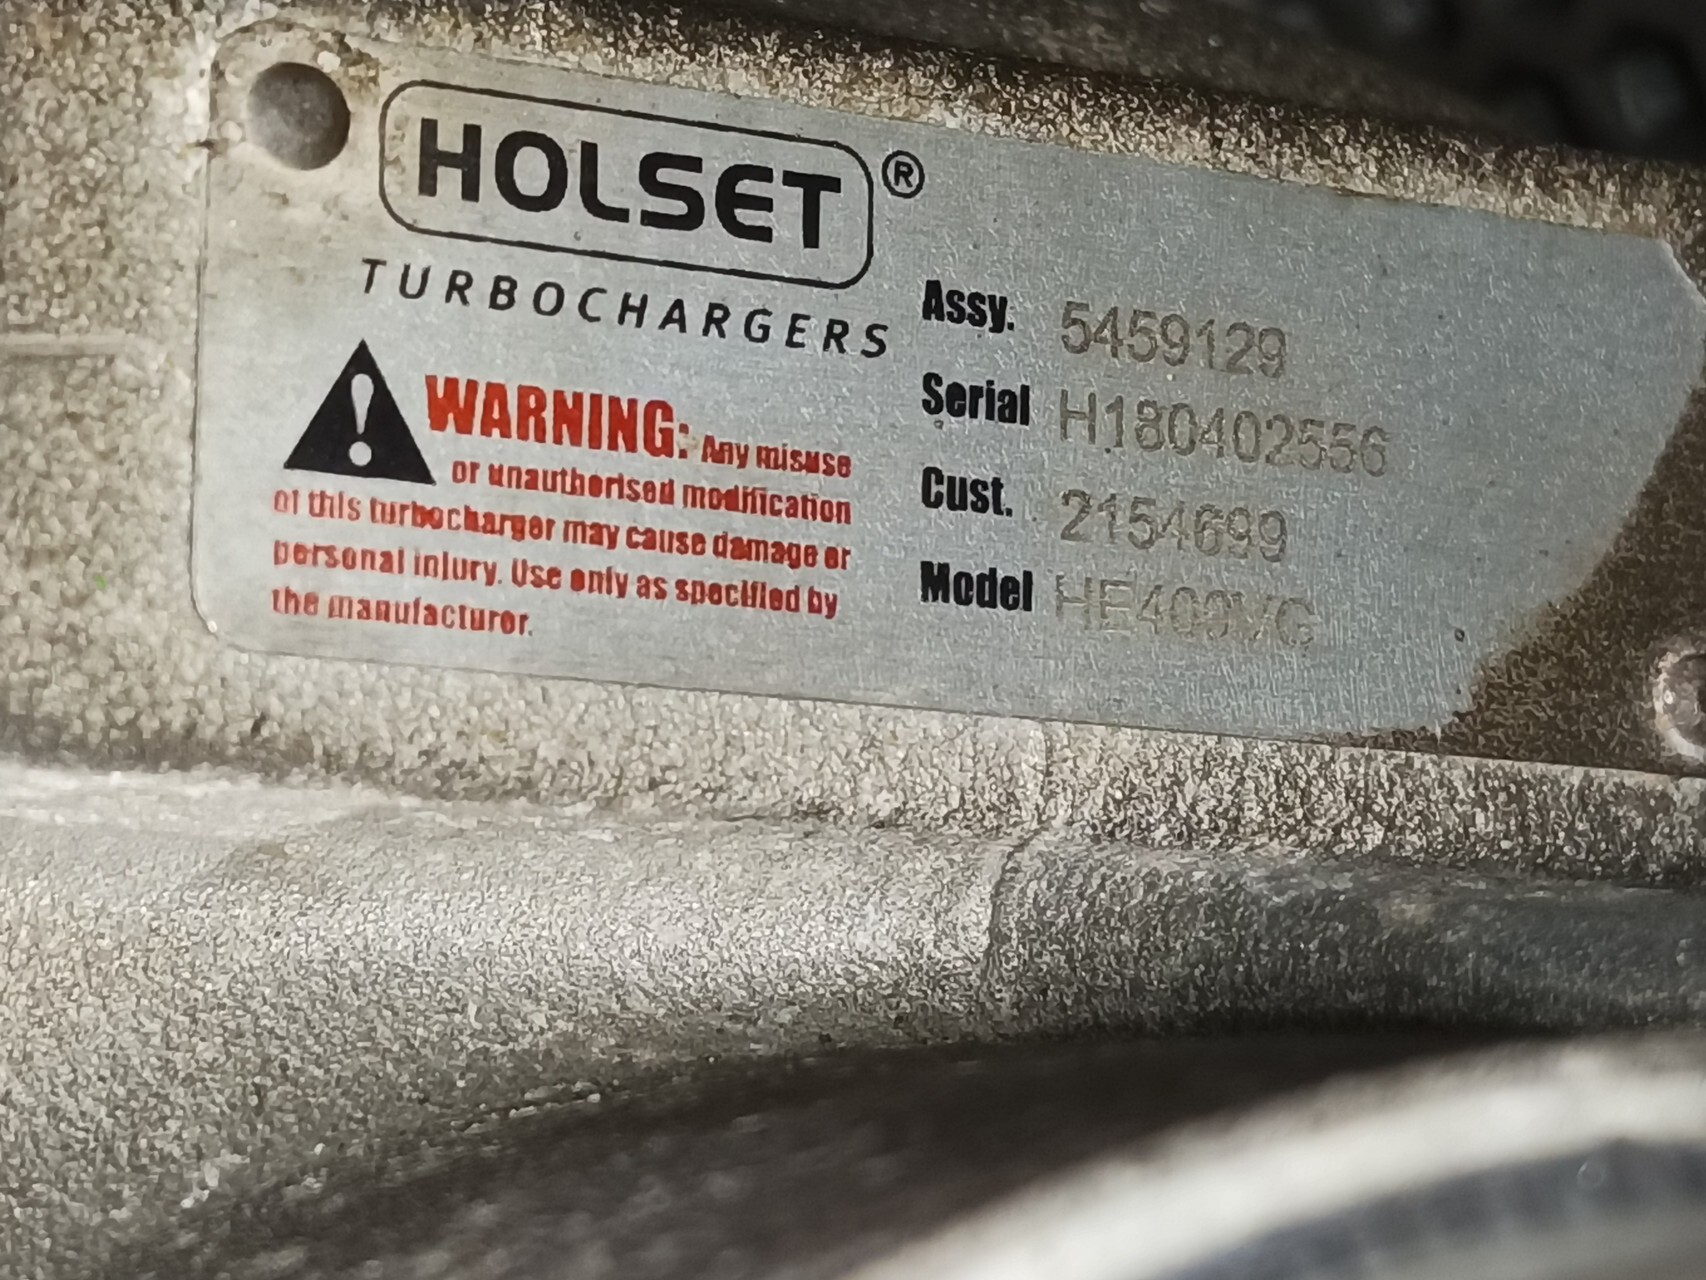 HOLSET®
TURBOCHARGERS
WARNING: Any misuse
or unauthorised modification
of this turbocharger may cause damage or
personal injury. Use only as specified by
the manufacturer.
Assy. 5459129
Serial H180402556
Cust. 2154699
Model HE400VG